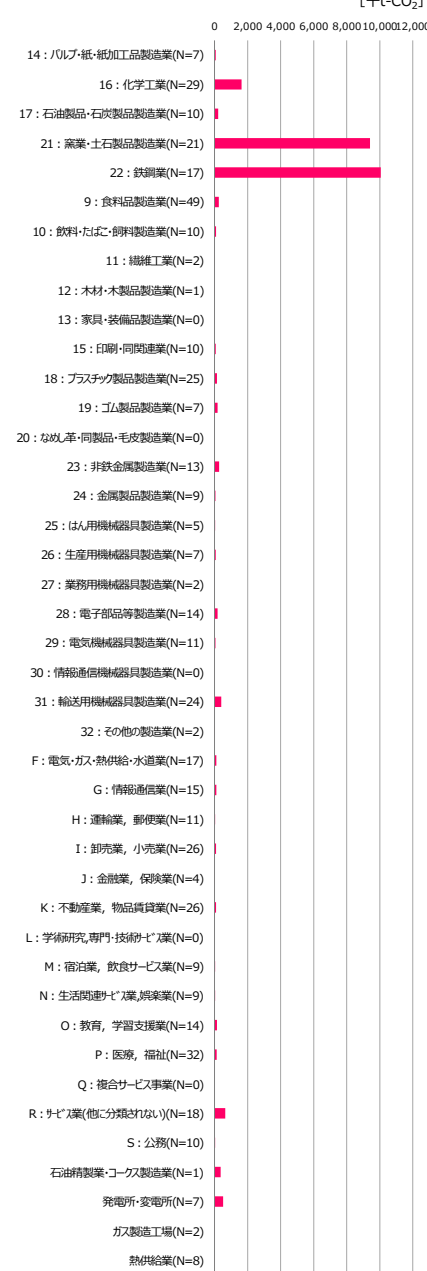 [千t-CO₂]
0 2,000 4,000 6,000 8,000 10,000 12,000
14：パルプ・紙・紙加工品製造業(N=7)
16：化学工業(N=29)
17：石油製品・石炭製品製造業(N=10)
21：窯業・土石製品製造業(N=21)
22：鉄鋼業(N=17)
9：食料品製造業(N=49)
10：飲料・たばこ・飼料製造業(N=10)
11：繊維工業(N=2)
12：木材・木製品製造業(N=1)
13：家具・装備品製造業(N=0)
15：印刷・同関連業(N=10)
18：プラスチック製品製造業(N=25)
19：ゴム製品製造業(N=7)
20：なめし革・同製品・毛皮製造業(N=0)
23：非鉄金属製造業(N=13)
24：金属製品製造業(N=9)
25：はん用機械器具製造業(N=5)
26：生産用機械器具製造業(N=7)
27：業務用機械器具製造業(N=2)
28：電子部品等製造業(N=14)
29：電気機械器具製造業(N=11)
30：情報通信機械器具製造業(N=0)
31：輸送用機械器具製造業(N=24)
32：その他の製造業(N=2)
F：電気・ガス・熱供給・水道業(N=17)
G：情報通信業(N=15)
H：運輸業，郵便業(N=11)
I：卸売業，小売業(N=26)
J：金融業，保険業(N=4)
K：不動産業，物品賃貸業(N=26)
L：学術研究,専門・技術ｻｰﾋﾞｽ業(N=0)
M：宿泊業，飲食サービス業(N=9)
N：生活関連ｻｰﾋﾞｽ業,娯楽業(N=9)
O：教育，学習支援業(N=14)
P：医療，福祉(N=32)
Q：複合サービス事業(N=0)
R：ｻｰﾋﾞｽ業(他に分類されない)(N=18)
S：公務(N=10)
石油精製業・コークス製造業(N=1)
発電所・変電所(N=7)
ガス製造工場(N=2)
熱供給業(N=8)